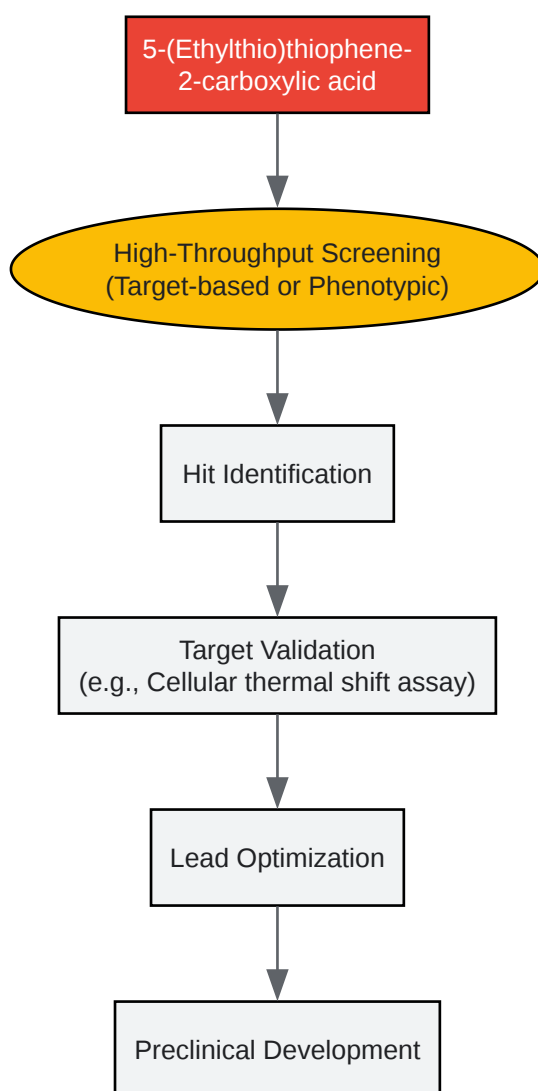 5-(Ethylthio)thiophene-
2-carboxylic acid
High-Throughput Screening
(Target-based or Phenotypic)
Hit Identification
Target Validation
(e.g., Cellular thermal shift assay)
Lead Optimization
Preclinical Development